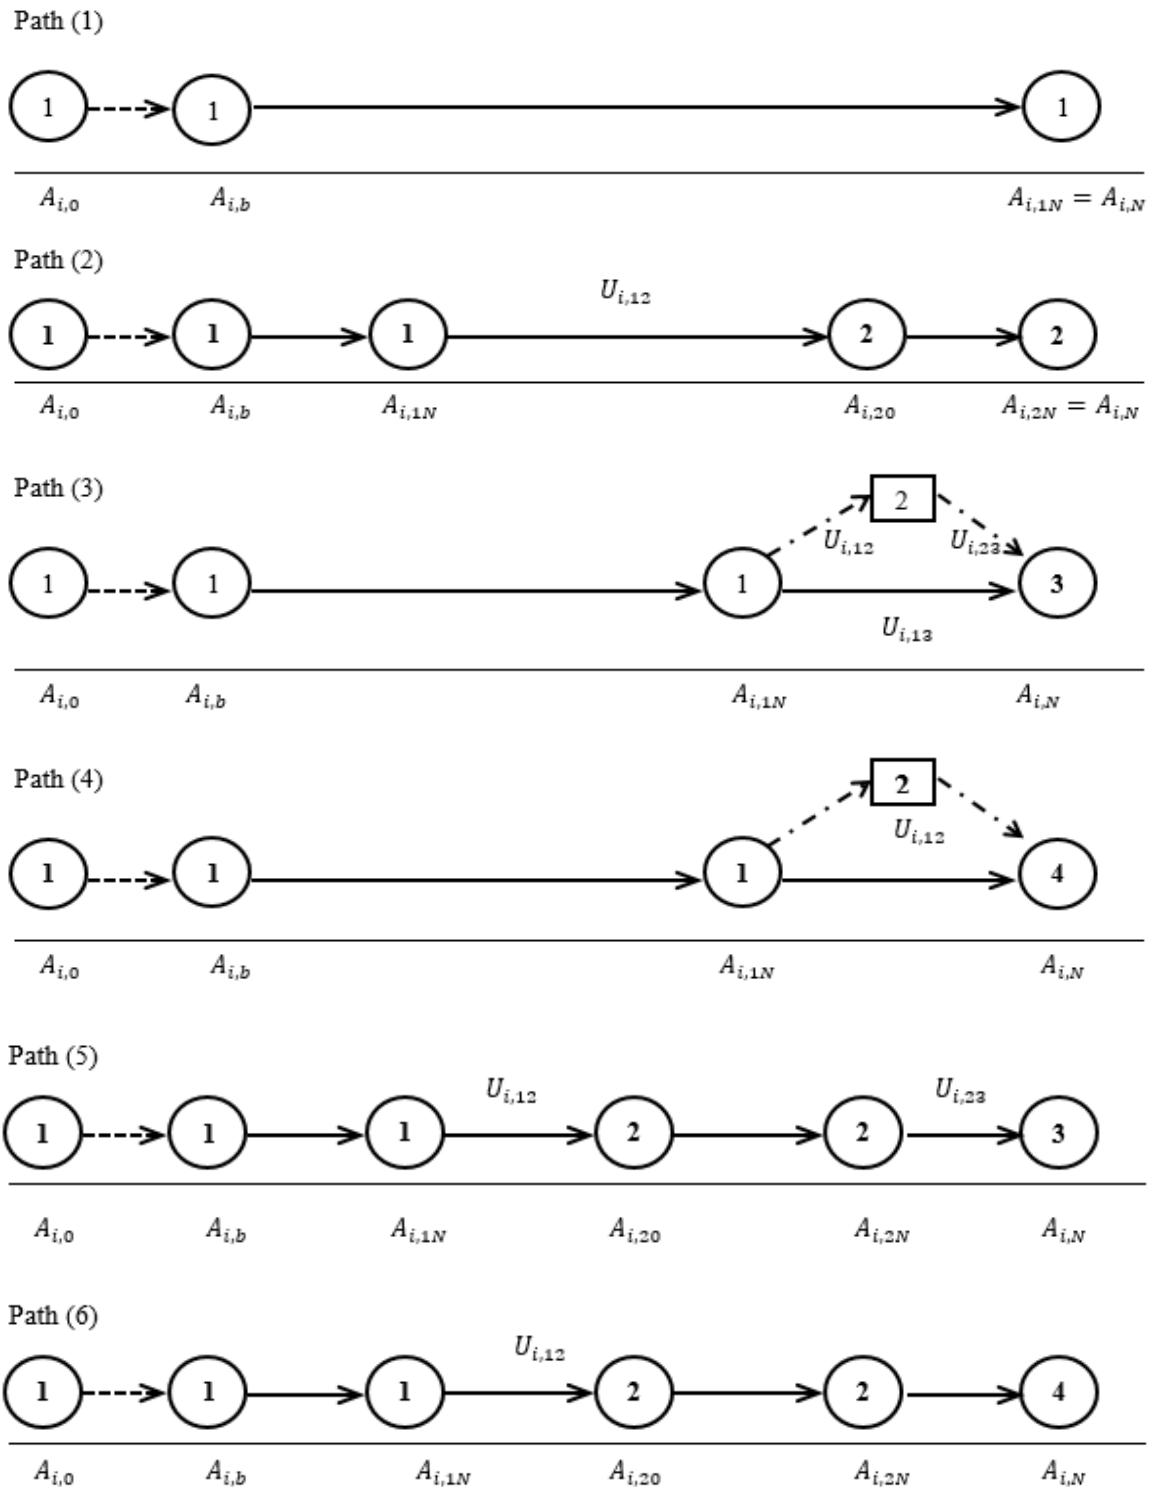 Path (1)
1 1 1
A_{i,0} A_{i,b} A_{i,1N} = A_{i,N}
Path (2)
U_{i,12}
1 1 1 2 2
A_{i,0} A_{i,b} A_{i,1N} A_{i,20} A_{i,2N} = A_{i,N}
Path (3)
2
U_{i,12} U_{i,23}
1 1 1 3
U_{i,13}
A_{i,0} A_{i,b} A_{i,1N} A_{i,N}
Path (4)
2
U_{i,12}
1 1 1 4
A_{i,0} A_{i,b} A_{i,1N} A_{i,N}
Path (5)
U_{i,12} U_{i,23}
1 1 1 2 2 3
A_{i,0} A_{i,b} A_{i,1N} A_{i,20} A_{i,2N} A_{i,N}
Path (6)
U_{i,12}
1 1 1 2 2 4
A_{i,0} A_{i,b} A_{i,1N} A_{i,20} A_{i,2N} A_{i,N}